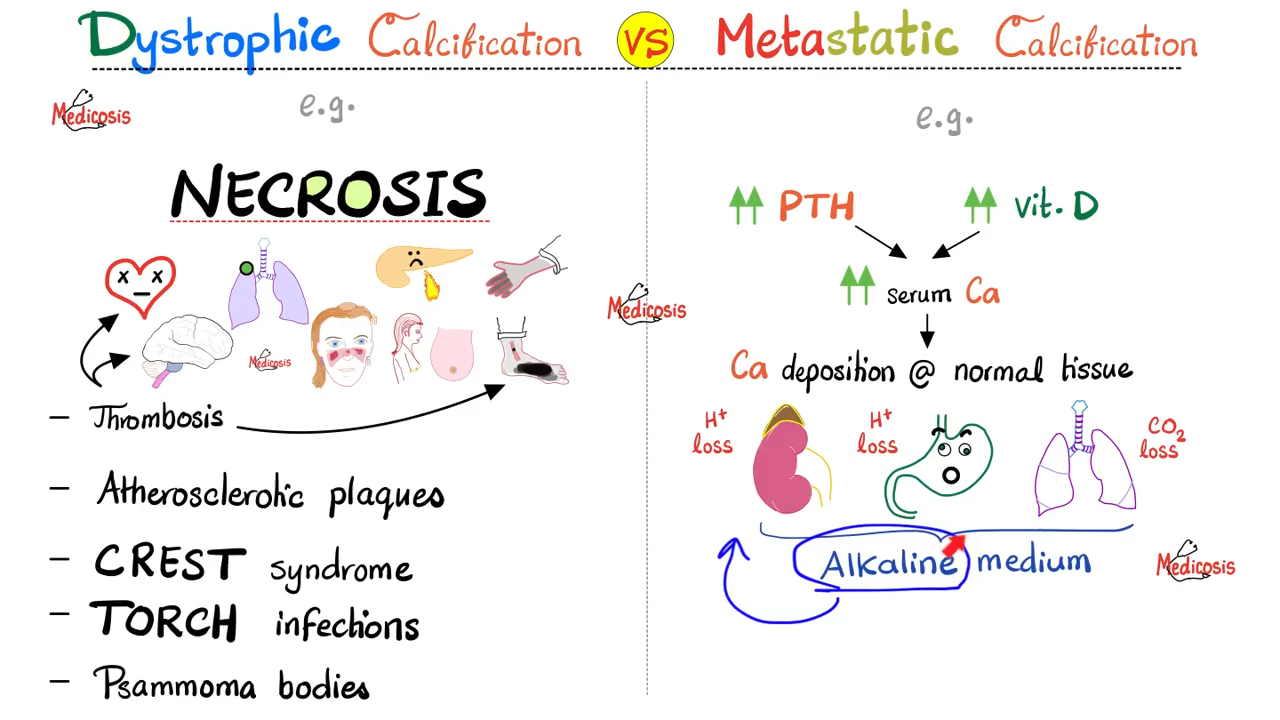 Dystrophic Calcification VS Metastatic Calcification
Medicosis
e.g.
NECROSIS
Medicosis
- Thrombosis
- Atherosclerotic plaques
- CREST syndrome
- TORCH infections
- Psammoma bodies
Medicosis
e.g.
PTH vit. D
serum Ca
Ca deposition @ normal tissue
H+ loss
H+ loss
CO2 loss
Alkaline medium
Medicosis